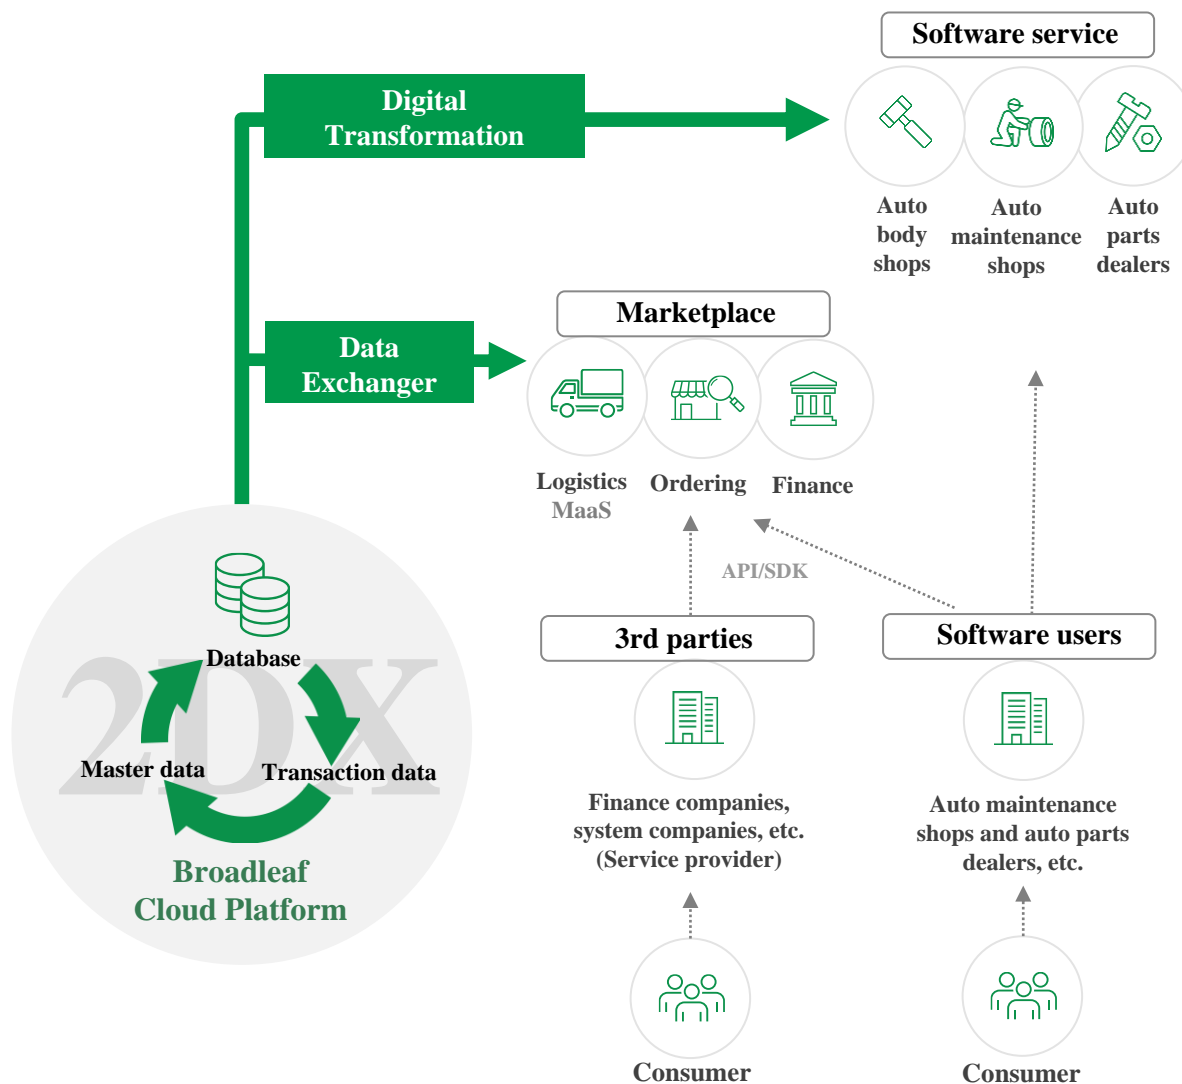 Software service
Digital
Transformation
Auto
body
shops
Auto
maintenance
shops
Auto
parts
dealers
Marketplace
Data
Exchanger
Logistics
MaaS
Ordering
Finance
API/SDK
3rd parties
Software users
2DX
Database
Master data
Transaction data
Broadleaf
Cloud Platform
Finance companies,
system companies, etc.
(Service provider)
Auto maintenance
shops and auto parts
dealers, etc.
Consumer
Consumer